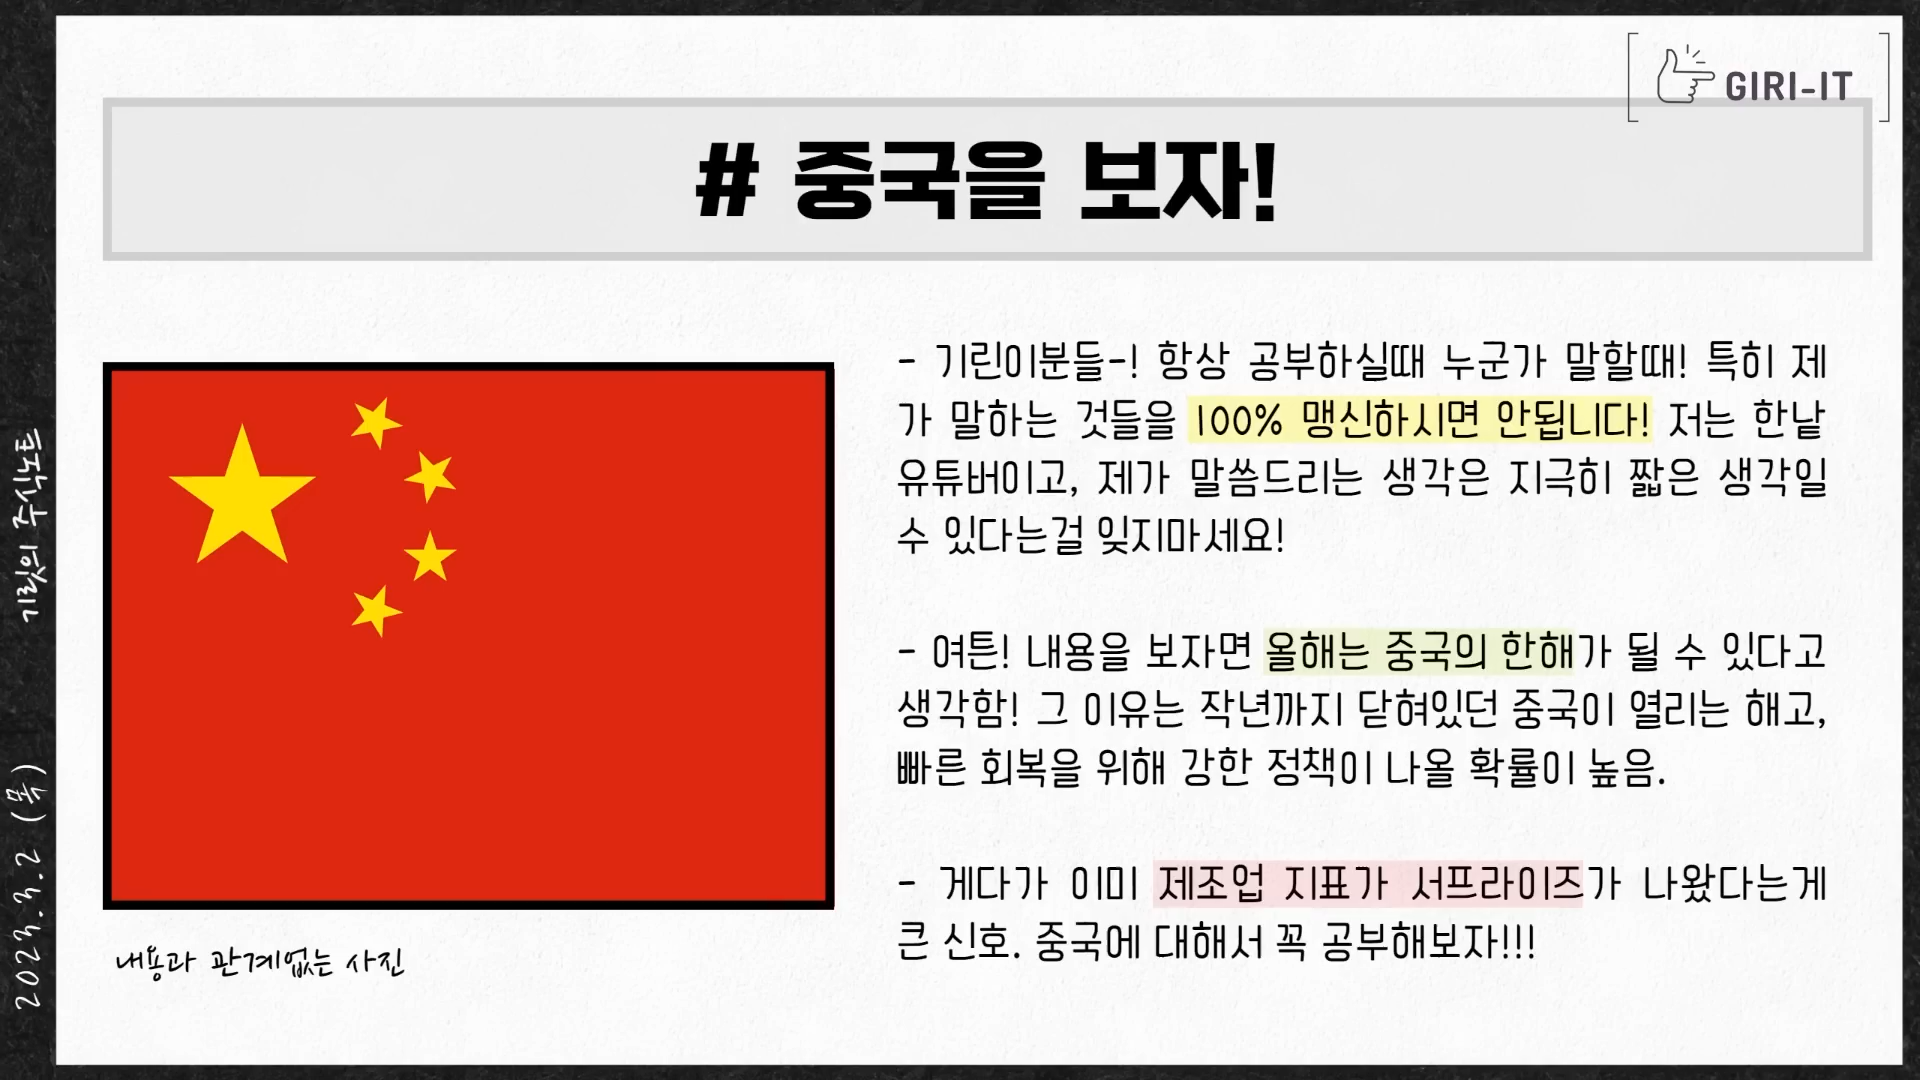 GIRI-IT
# 중국을 보자!
- 기린이분들-! 항상 공부하실때 누군가 말할때! 특히 제
가 말하는 것들을 100% 맹신하시면 안됩니다! 저는 한낱
유튜버이고, 제가 말씀드리는 생각은 지극히 짧은 생각일
수 있다는걸 잊지마세요!
- 여튼! 내용을 보자면 올해는 중국의 한해가 될 수 있다고
생각함! 그 이유는 작년까지 닫혀있던 중국이 열리는 해고,
빠른 회복을 위해 강한 정책이 나올 확률이 높음.
- 게다가 이미 제조업 지표가 서프라이즈가 나왔다는게
큰 신호. 중국에 대해서 꼭 공부해보자!!!
내용과 관계없는 사진
2023.3.2 (목)
기릿의 주식노트